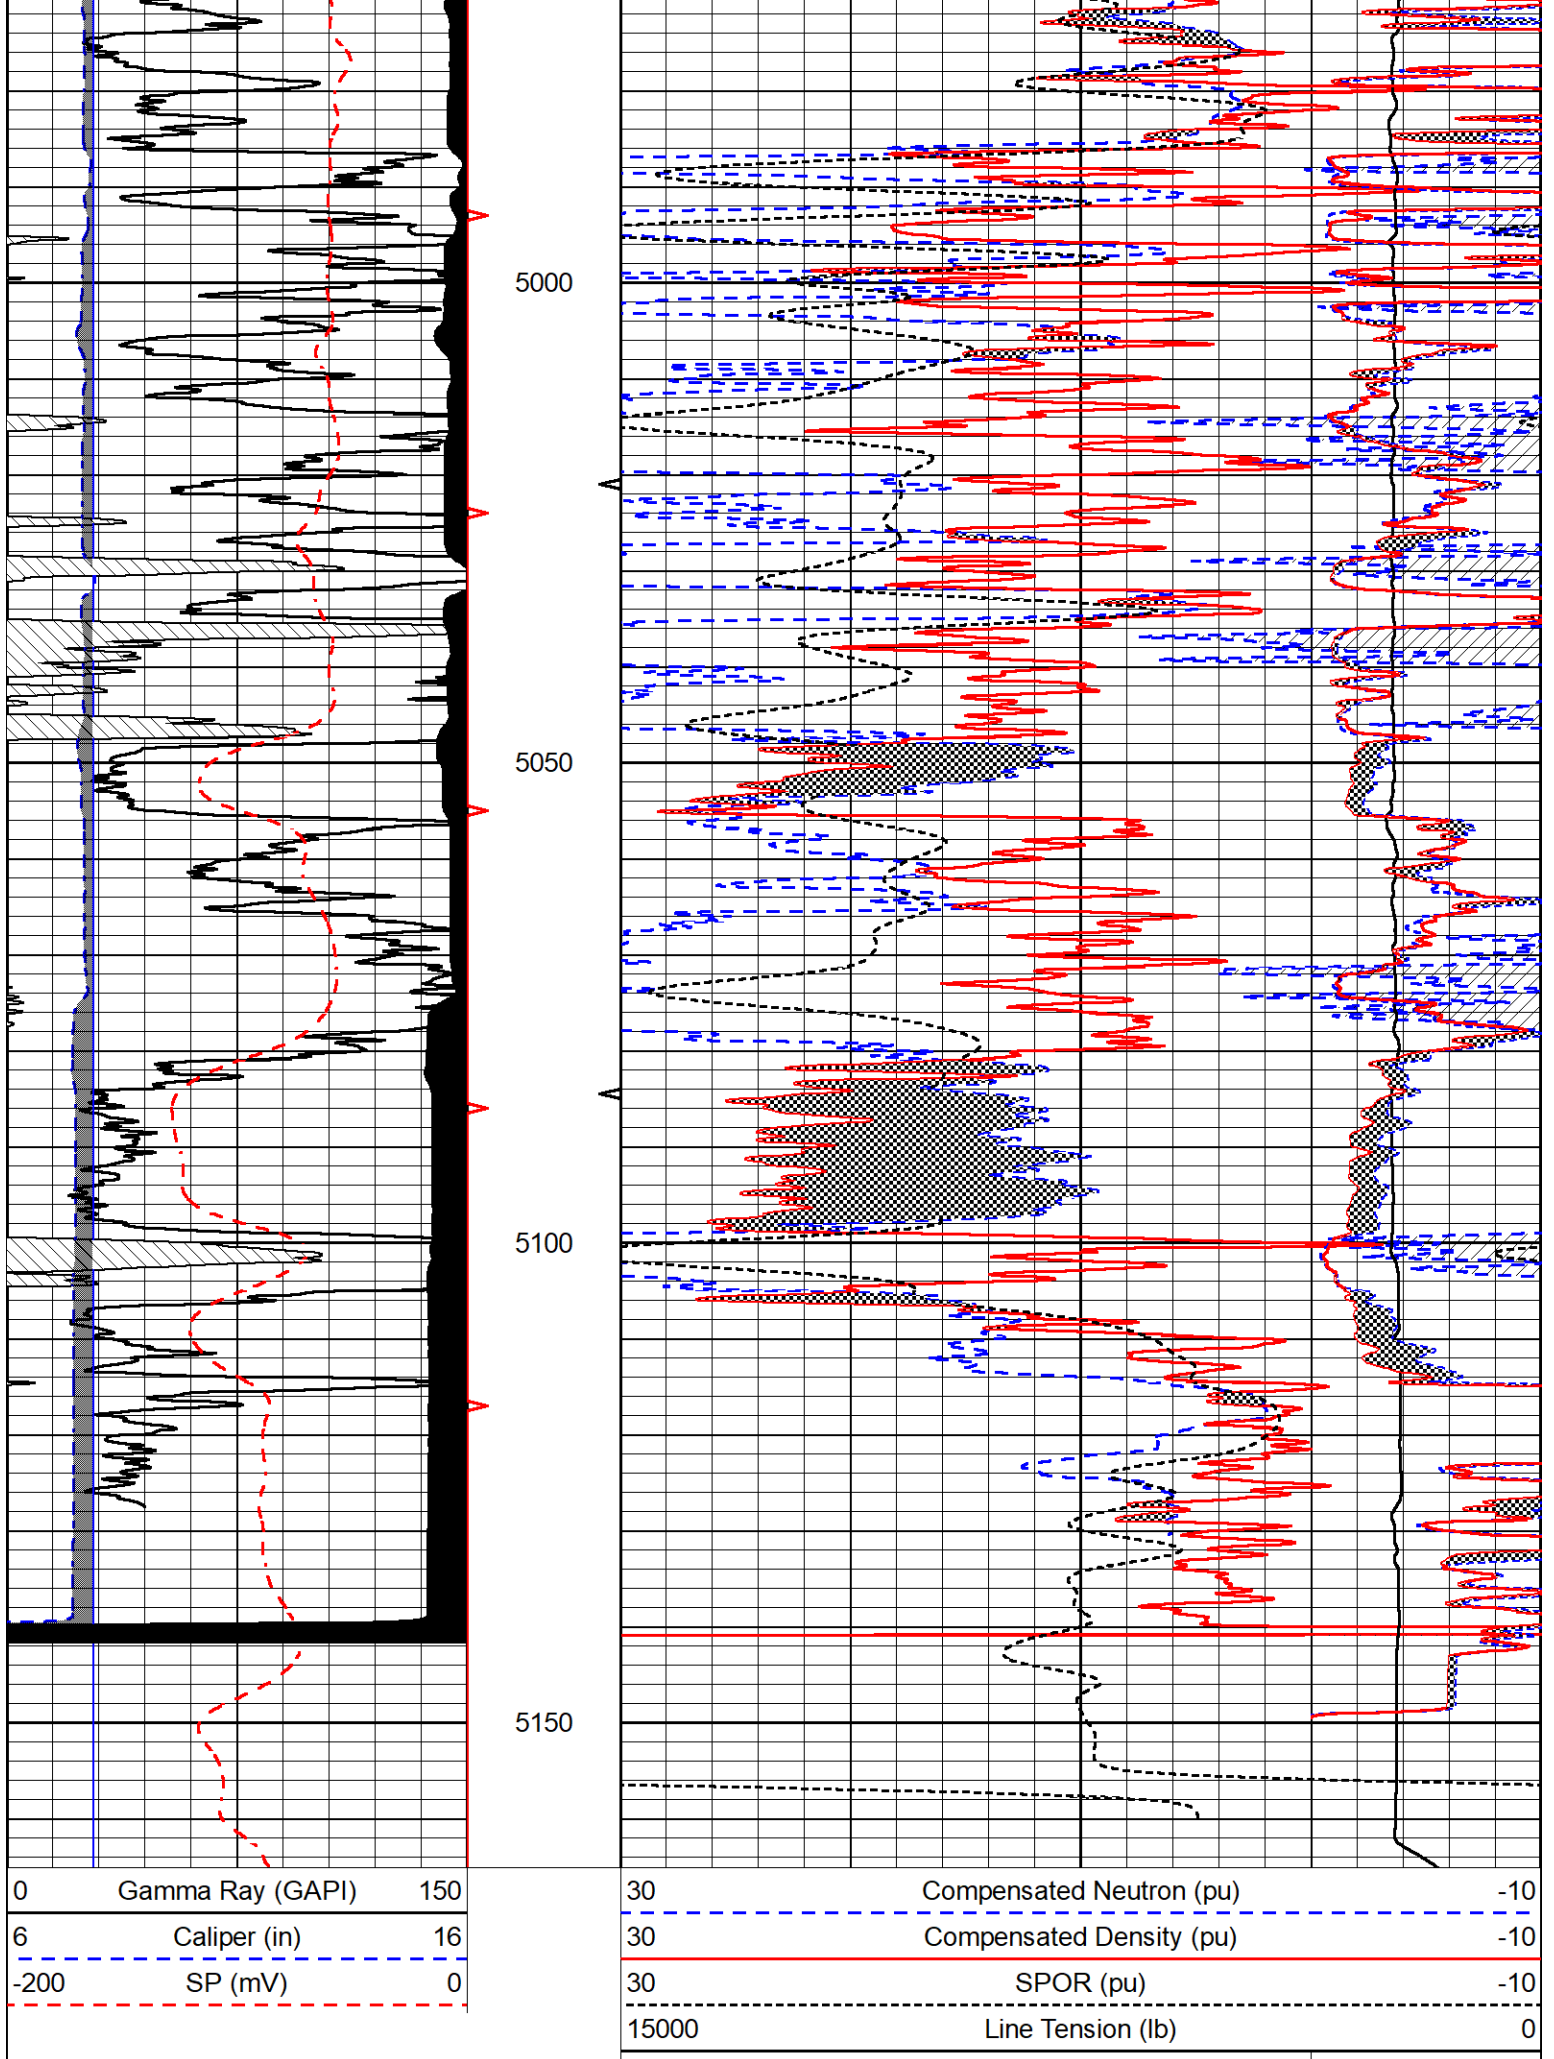 5000
5050
5100
5150
0 Gamma Ray (GAPI) 150
6 Caliper (in) 16
-200 SP (mV) 0
30 Compensated Neutron (pu) -10
30 Compensated Density (pu) -10
30 SPOR (pu) -10
15000 Line Tension (lb) 0